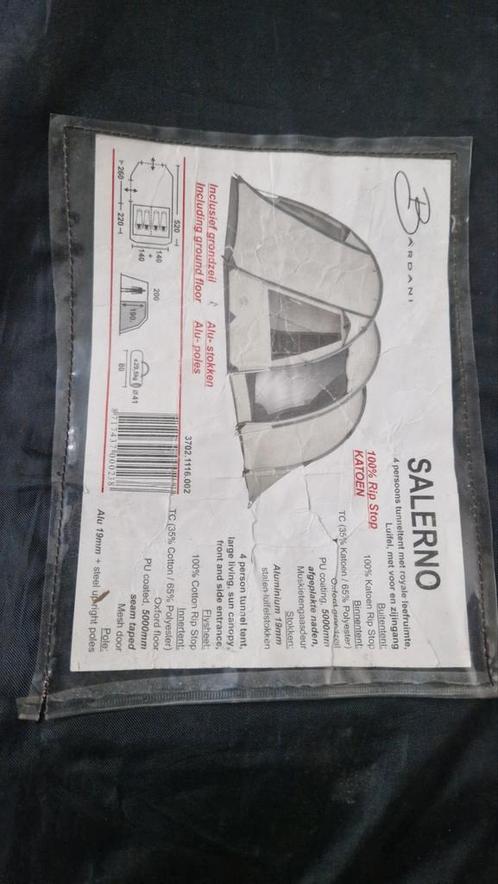 BARDANI
SALERNO
4 persoons tunneltent met royale leefruimte,
Luifel, met voor en zijingang
Buitentent:
100% Katoen Rip Stop
Binnentent:
TC (35% Katoen / 65% Polyester)
Oxford grondzeil
PU coating, 5000mm
afgeplakte naden,
Muskietengaasdeur
Stokken:
Aluminium 19mm
stalen luifelstokken
100% Rip Stop
KATOEN
4 person tunnel tent,
large living, sun canopy,
front and side entrance,
Flysheet:
100% Cotton Rip Stop
Innertent:
TC (35% Cotton / 65% Polyester)
Oxford floor
PU coated, 5000mm
seam taped
Mesh door
Pole:
Alu 19mm + steel upright poles
Inclusief grondzeil
Alu- stokken
Including ground floor
Alu- poles
3702.1116.002
520
140
+
140
260
220
200
190
Ø 41
80